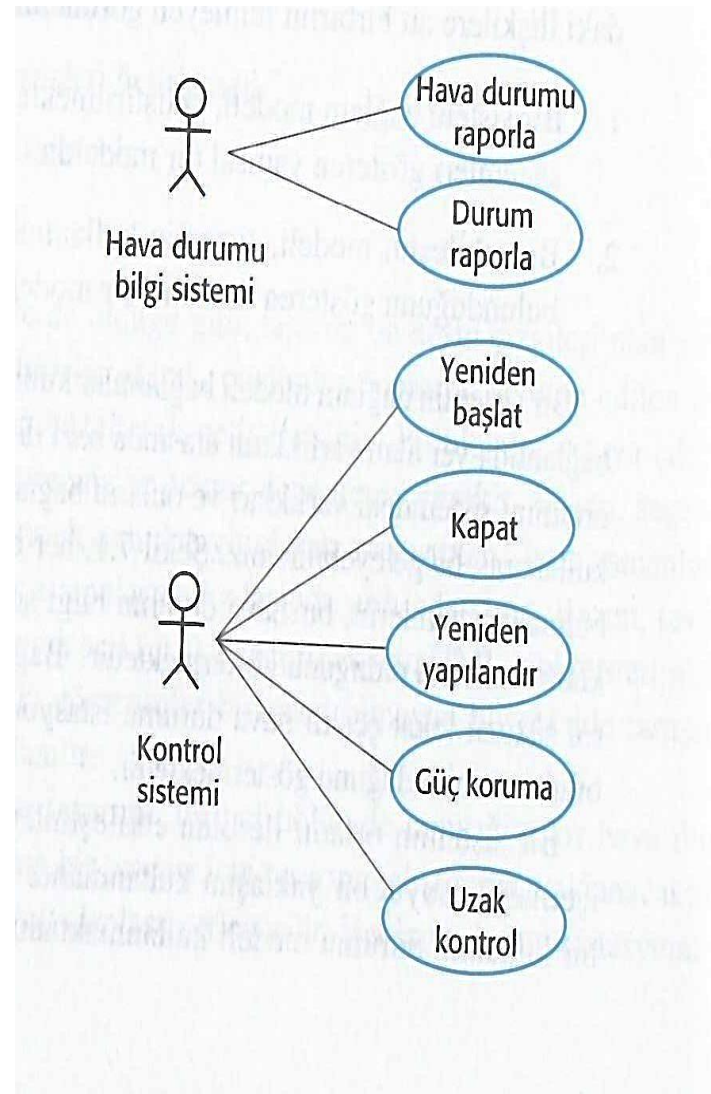 Hava durumu
raporla
Durum
raporla
Hava durumu
bilgi sistemi
Yeniden
başlat
Kapat
Yeniden
yapılandır
Güç koruma
Kontrol
sistemi
Uzak
kontrol